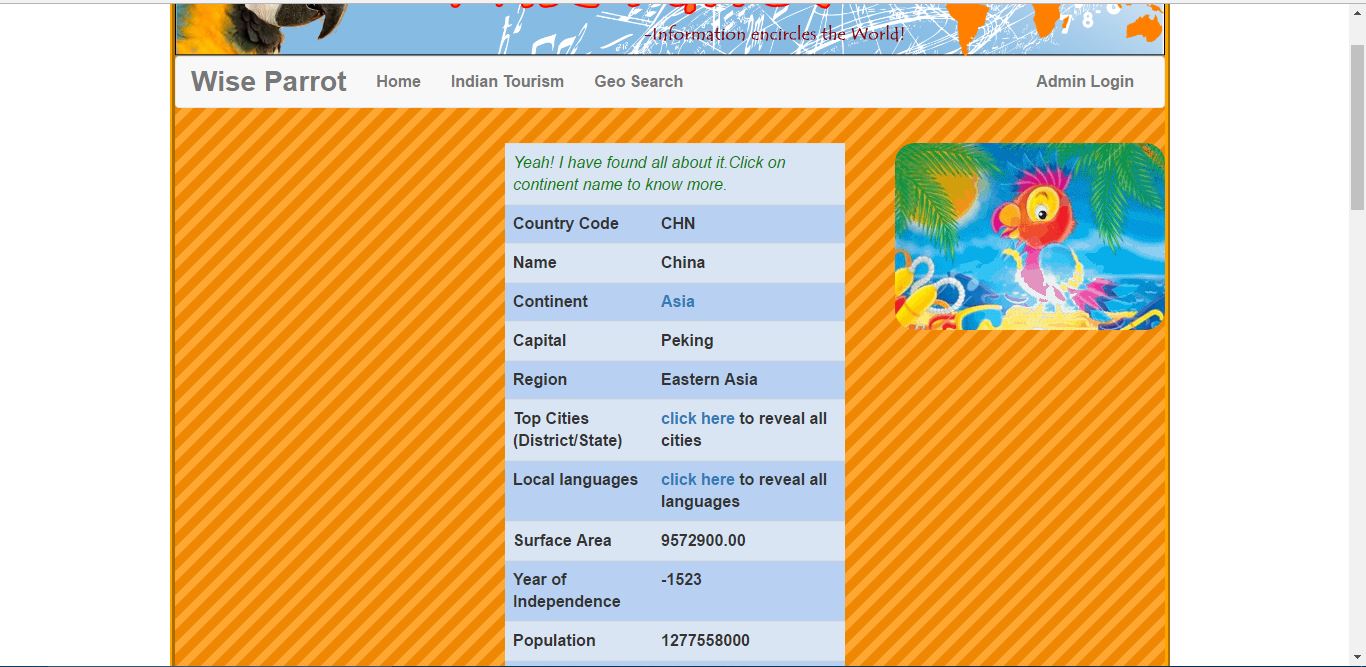 -Information encircles the World!
7 8-8
Wise Parrot Home Indian Tourism Geo Search Admin Login
Yeah! I have found all about it.Click on
continent name to know more.
Country Code CHN
Name China
Continent Asia
Capital Peking
Region Eastern Asia
Top Cities click here to reveal all
(District/State) cities
Local languages click here to reveal all
languages
Surface Area 9572900.00
Year of -1523
Independence
Population 1277558000